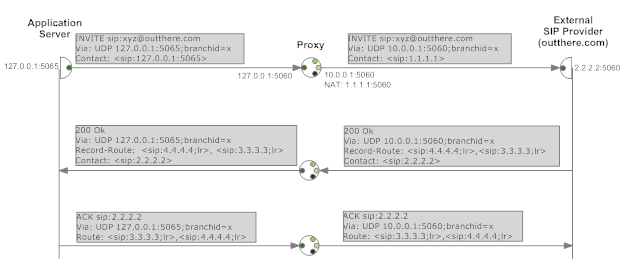 Application
Server
Proxy
External
SIP Provider
(outthere.com)
INVITE sip:xyz@outthere.com
Via: UDP 127.0.0.1:5065;branchid=x
Contact: <sip:127.0.0.1:5065>
INVITE sip:xyz@outthere.com
Via: UDP 10.0.0.1:5060;branchid=x
Contact: <sip:1.1.1.1>
127.0.0.1:5065
127.0.0.1:5060
10.0.0.1:5060
NAT: 1.1.1.1:5060
2.2.2.2:5060
200 Ok
Via: UDP 127.0.0.1:5065;branchid=x
Record-Route: <sip:4.4.4.4;lr>, <sip:3.3.3.3;lr>
Contact: <sip:2.2.2.2>
200 Ok
Via: UDP 10.0.0.1:5060;branchid=x
Record-Route: <sip:4.4.4.4;lr>,<sip:3.3.3.3;lr>
Contact: <sip:2.2.2.2>
ACK sip:2.2.2.2
Via: UDP 127.0.0.1:5065;branchid=x
Route: <sip:3.3.3.3;lr>,<sip:4.4.4.4;lr>
ACK sip:2.2.2.2
Via: UDP 10.0.0.1:5060;branchid=x
Route: <sip:3.3.3.3;lr>,<sip:4.4.4.4;lr>